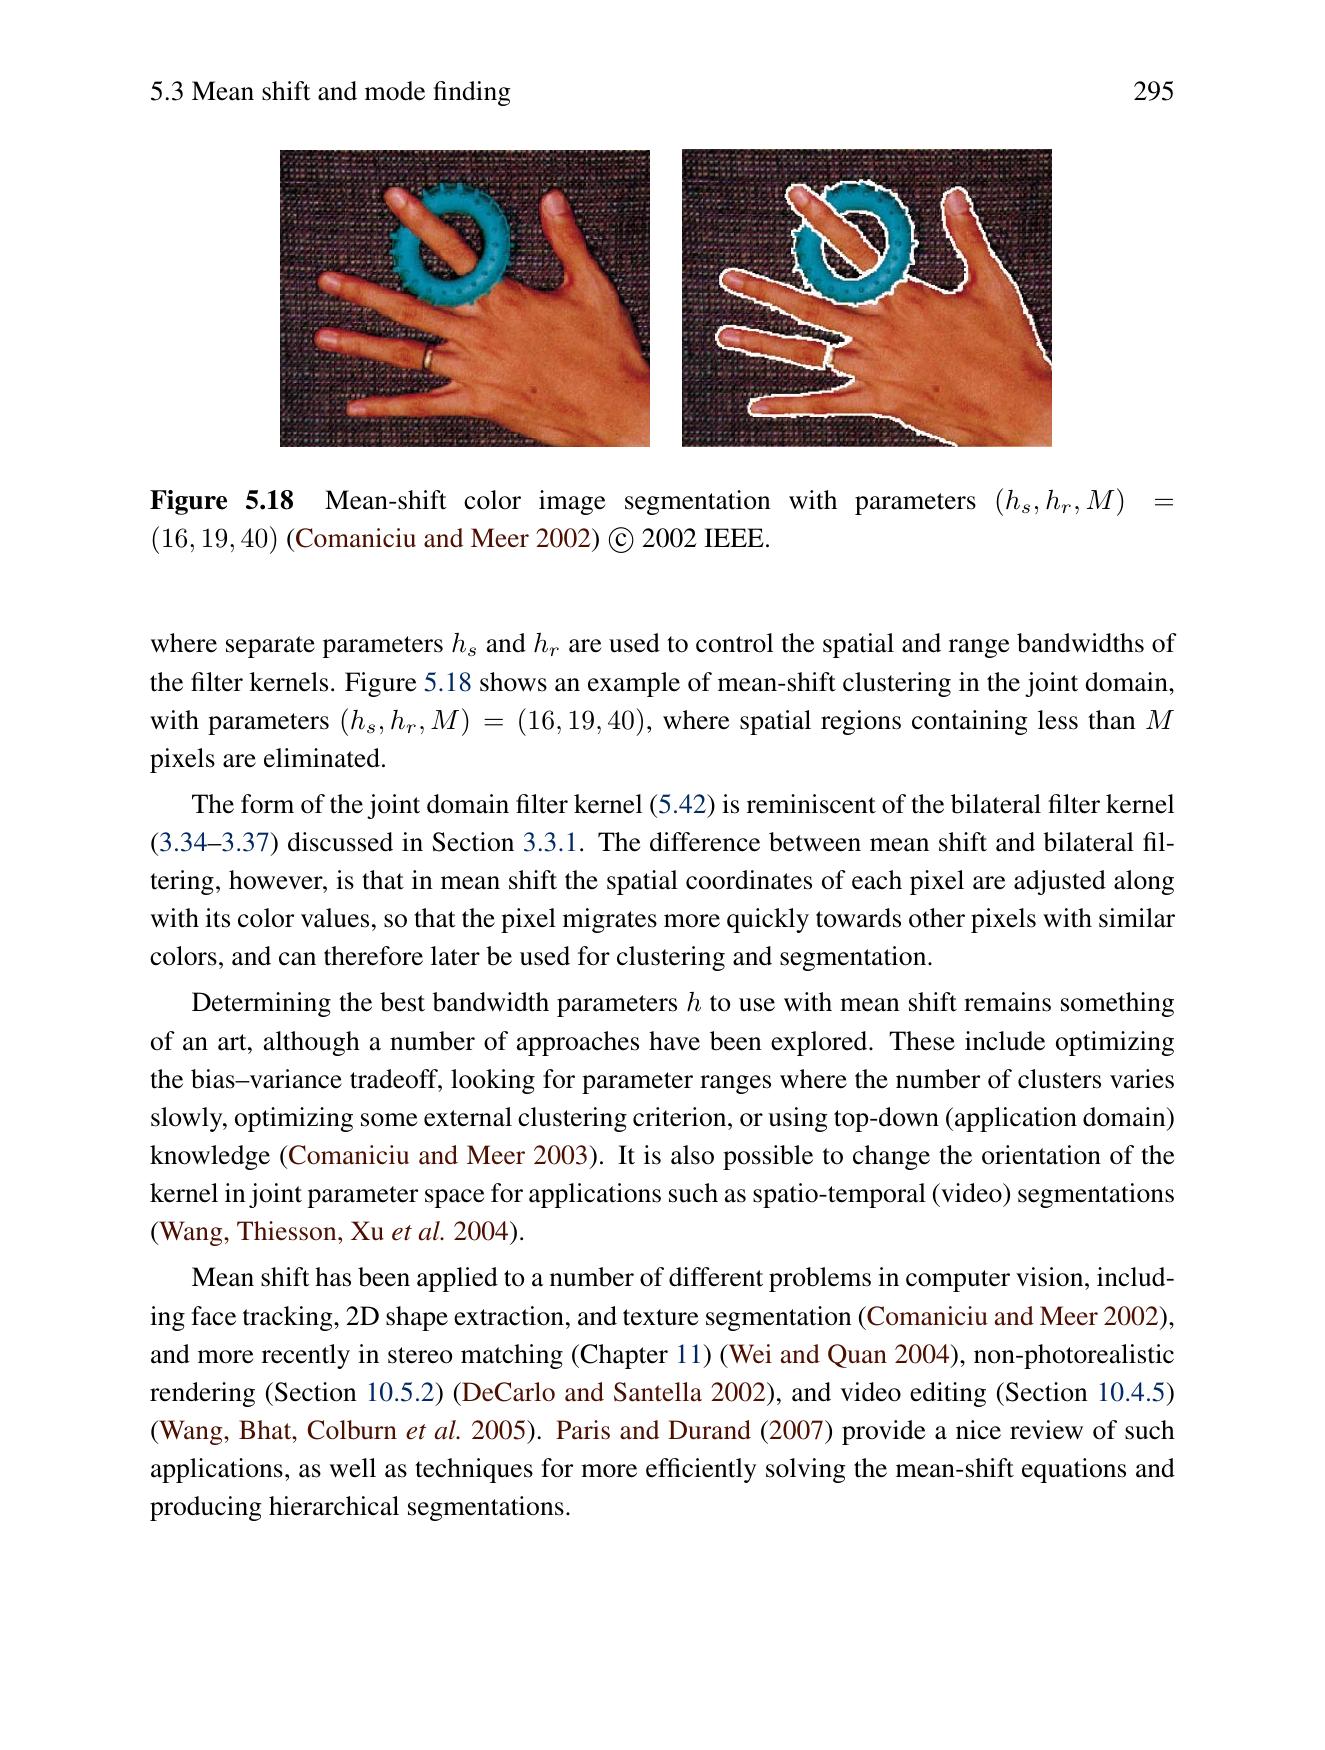 5.3 Mean shift and mode finding 295
Figure 5.18 Mean-shift color image segmentation with parameters (h_s, h_r, M) =
(16, 19, 40) (Comaniciu and Meer 2002) © 2002 IEEE.
where separate parameters h_s and h_r are used to control the spatial and range bandwidths of
the filter kernels. Figure 5.18 shows an example of mean-shift clustering in the joint domain,
with parameters (h_s, h_r, M) = (16, 19, 40), where spatial regions containing less than M
pixels are eliminated.
The form of the joint domain filter kernel (5.42) is reminiscent of the bilateral filter kernel
(3.34–3.37) discussed in Section 3.3.1. The difference between mean shift and bilateral fil-
tering, however, is that in mean shift the spatial coordinates of each pixel are adjusted along
with its color values, so that the pixel migrates more quickly towards other pixels with similar
colors, and can therefore later be used for clustering and segmentation.
Determining the best bandwidth parameters h to use with mean shift remains something
of an art, although a number of approaches have been explored. These include optimizing
the bias–variance tradeoff, looking for parameter ranges where the number of clusters varies
slowly, optimizing some external clustering criterion, or using top-down (application domain)
knowledge (Comaniciu and Meer 2003). It is also possible to change the orientation of the
kernel in joint parameter space for applications such as spatio-temporal (video) segmentations
(Wang, Thiesson, Xu et al. 2004).
Mean shift has been applied to a number of different problems in computer vision, includ-
ing face tracking, 2D shape extraction, and texture segmentation (Comaniciu and Meer 2002),
and more recently in stereo matching (Chapter 11) (Wei and Quan 2004), non-photorealistic
rendering (Section 10.5.2) (DeCarlo and Santella 2002), and video editing (Section 10.4.5)
(Wang, Bhat, Colburn et al. 2005). Paris and Durand (2007) provide a nice review of such
applications, as well as techniques for more efficiently solving the mean-shift equations and
producing hierarchical segmentations.